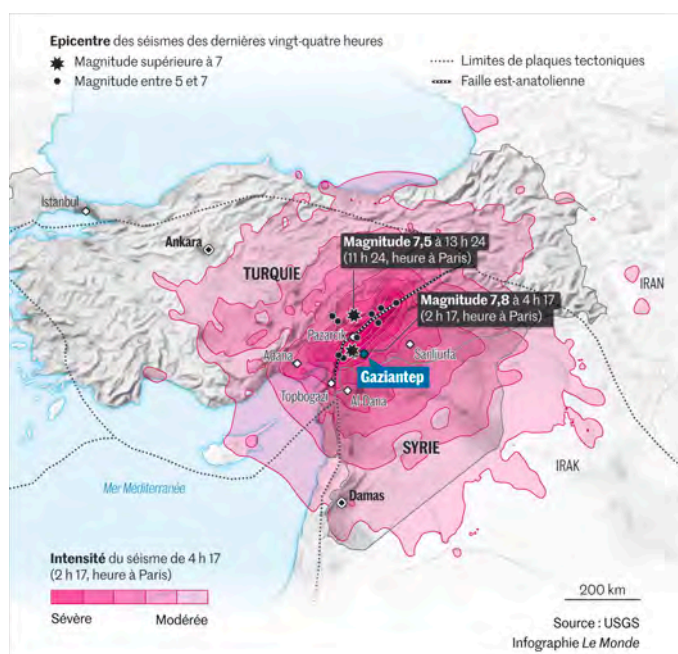 Epicentre des séismes des dernières vingt-quatre heures
Magnitude supérieure à 7
Magnitude entre 5 et 7
Limites de plaques tectoniques
Faille est-anatolienne
Istanbul
Ankara
TURQUIE
Magnitude 7,5 à 13 h 24
(11 h 24, heure à Paris)
IRAN
Magnitude 7,8 à 4 h 17
(2 h 17, heure à Paris)
Pazarcik
Adana
Sanliurfa
Gaziantep
Topbogazi
Al-Dana
SYRIE
IRAK
Mer Méditerranée
Damas
Intensité du séisme de 4 h 17
(2 h 17, heure à Paris)
Sévère
Modérée
200 km
Source : USGS
Infographie Le Monde